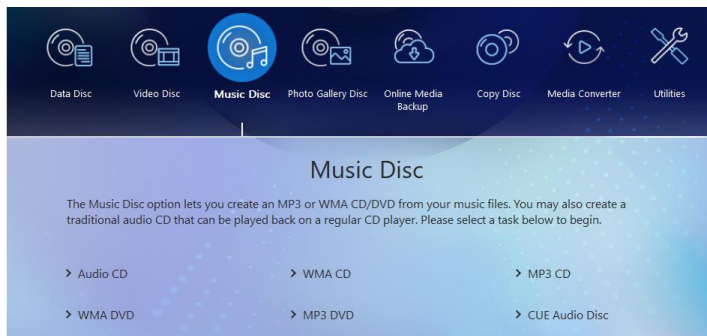 Data Disc
Video Disc
Music Disc
Photo Gallery Disc
Online Media
Backup
Copy Disc
Media Converter
Utilities
Music Disc
The Music Disc option lets you create an MP3 or WMA CD/DVD from your music files. You may also create a
traditional audio CD that can be played back on a regular CD player. Please select a task below to begin.
> Audio CD
> WMA CD
> MP3 CD
> WMA DVD
> MP3 DVD
> CUE Audio Disc